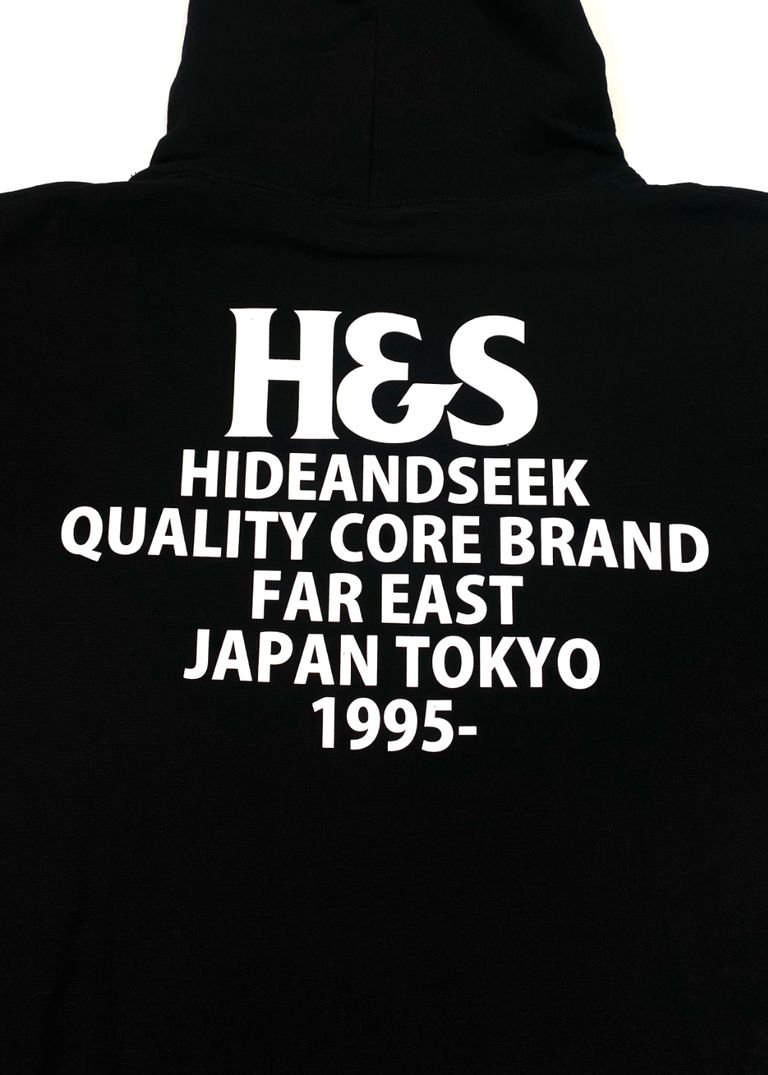 H&S
HIDEANDSEEK
QUALITY CORE BRAND
FAR EAST
JAPAN TOKYO
1995-